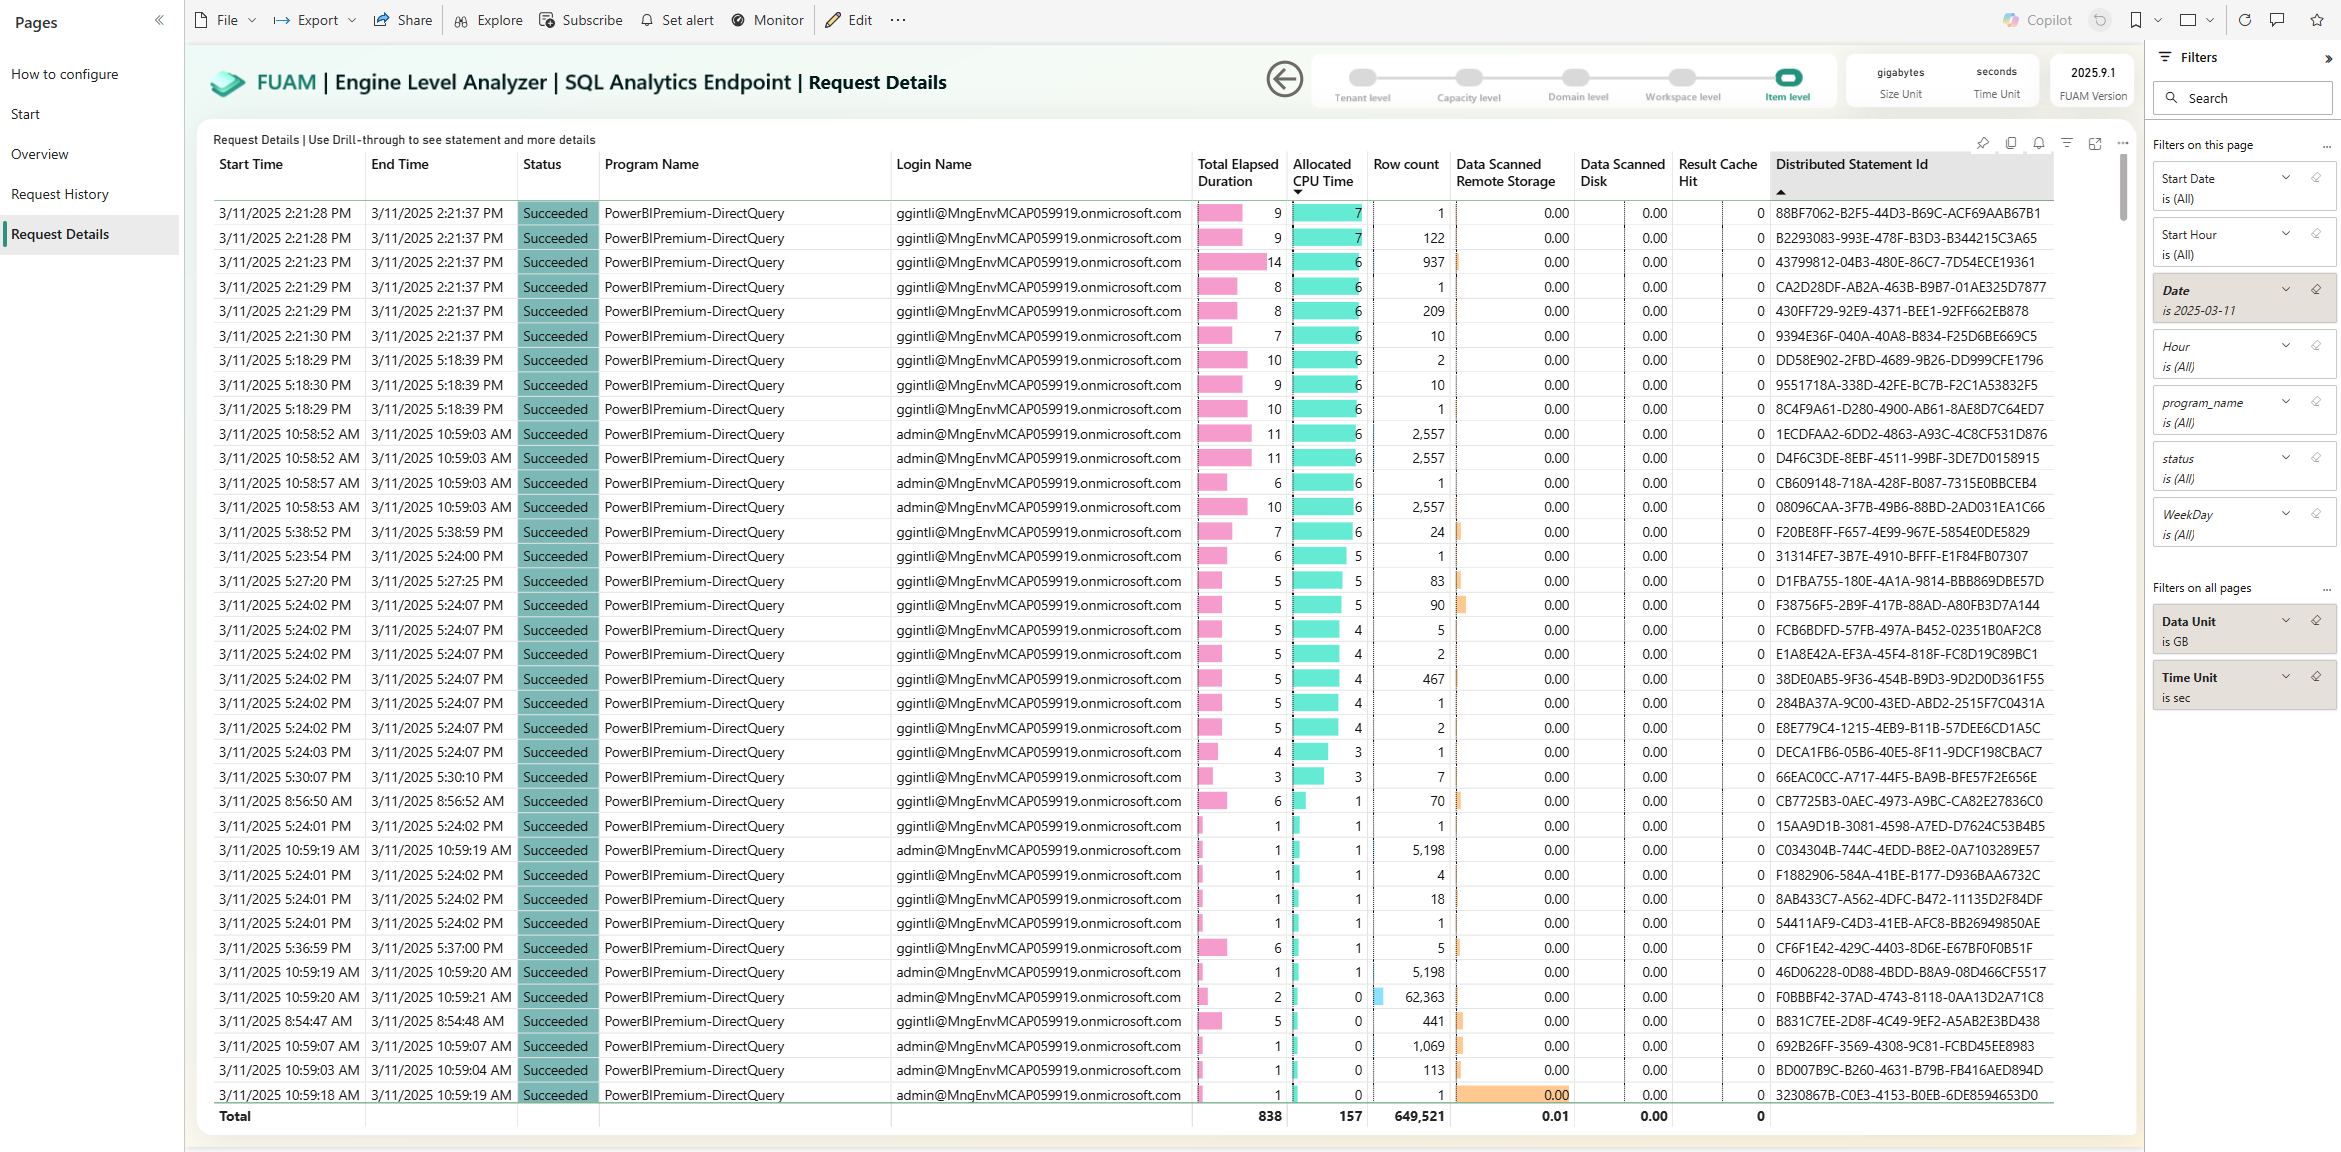 Pages
How to configure
Start
Overview
Request History
Request Details
File Export Share Explore Subscribe Set alert Monitor Edit Copilot
FUAM | Engine Level Analyzer | SQL Analytics Endpoint | Request Details
Tenant level Capacity level Domain level Workspace level Item level
gigabytes seconds 2025.9.1
Size Unit Time Unit FUAM Version
Request Details | Use Drill-through to see statement and more details
Start Time End Time Status Program Name Login Name Total Elapsed Duration Allocated CPU Time Row count Data Scanned Remote Storage Data Scanned Disk Result Cache Hit Distributed Statement Id
3/11/2025 2:21:28 PM 3/11/2025 2:21:37 PM Succeeded PowerBIPremium-DirectQuery ggintli@MngEnvMCAP059919.onmicrosoft.com 9 7 1 0.00 0.00 0 88BF7062-B2F5-44D3-B69C-ACF69AAB67B1
3/11/2025 2:21:28 PM 3/11/2025 2:21:37 PM Succeeded PowerBIPremium-DirectQuery ggintli@MngEnvMCAP059919.onmicrosoft.com 9 7 122 0.00 0.00 0 B2293083-993E-478F-B3D3-B344215C3A65
3/11/2025 2:21:23 PM 3/11/2025 2:21:37 PM Succeeded PowerBIPremium-DirectQuery ggintli@MngEnvMCAP059919.onmicrosoft.com 14 6 937 0.00 0.00 0 43799812-04B3-480E-86C7-7D54ECE19361
3/11/2025 2:21:29 PM 3/11/2025 2:21:37 PM Succeeded PowerBIPremium-DirectQuery ggintli@MngEnvMCAP059919.onmicrosoft.com 8 6 1 0.00 0.00 0 CA2D28DF-AB2A-463B-B9B7-01AE325D7877
3/11/2025 2:21:29 PM 3/11/2025 2:21:37 PM Succeeded PowerBIPremium-DirectQuery ggintli@MngEnvMCAP059919.onmicrosoft.com 8 6 209 0.00 0.00 0 430FF729-92E9-4371-BEE1-92FF662EB878
3/11/2025 2:21:30 PM 3/11/2025 2:21:37 PM Succeeded PowerBIPremium-DirectQuery ggintli@MngEnvMCAP059919.onmicrosoft.com 7 6 10 0.00 0.00 0 9394E36F-040A-40A8-B834-F25D6BE669C5
3/11/2025 5:18:29 PM 3/11/2025 5:18:39 PM Succeeded PowerBIPremium-DirectQuery ggintli@MngEnvMCAP059919.onmicrosoft.com 10 6 2 0.00 0.00 0 DD58E902-2FBD-4689-9B26-DD999CFE1796
3/11/2025 5:18:30 PM 3/11/2025 5:18:39 PM Succeeded PowerBIPremium-DirectQuery ggintli@MngEnvMCAP059919.onmicrosoft.com 9 6 10 0.00 0.00 0 9551718A-338D-42FE-BC7B-F2C1A53832F5
3/11/2025 5:18:29 PM 3/11/2025 5:18:39 PM Succeeded PowerBIPremium-DirectQuery ggintli@MngEnvMCAP059919.onmicrosoft.com 10 6 1 0.00 0.00 0 8C4F9A61-D280-4900-AB61-8AE8D7C64ED7
3/11/2025 10:58:52 AM 3/11/2025 10:59:03 AM Succeeded PowerBIPremium-DirectQuery admin@MngEnvMCAP059919.onmicrosoft.com 11 6 2,557 0.00 0.00 0 1ECDFAA2-6DD2-4863-A93C-4C8CF531D876
3/11/2025 10:58:52 AM 3/11/2025 10:59:03 AM Succeeded PowerBIPremium-DirectQuery admin@MngEnvMCAP059919.onmicrosoft.com 11 6 2,557 0.00 0.00 0 D4F6C3DE-8EBF-4511-99BF-3DE7D0158915
3/11/2025 10:58:57 AM 3/11/2025 10:59:03 AM Succeeded PowerBIPremium-DirectQuery admin@MngEnvMCAP059919.onmicrosoft.com 6 6 1 0.00 0.00 0 CB609148-718A-428F-B087-7315E0BBCEB4
3/11/2025 10:58:53 AM 3/11/2025 10:59:03 AM Succeeded PowerBIPremium-DirectQuery admin@MngEnvMCAP059919.onmicrosoft.com 10 6 2,557 0.00 0.00 0 08096CAA-3F7B-49B6-88BD-2AD031EA1C66
3/11/2025 5:38:52 PM 3/11/2025 5:38:59 PM Succeeded PowerBIPremium-DirectQuery ggintli@MngEnvMCAP059919.onmicrosoft.com 7 6 24 0.00 0.00 0 F20BE8FF-F657-4E99-967E-5854E0DE5829
3/11/2025 5:23:54 PM 3/11/2025 5:24:00 PM Succeeded PowerBIPremium-DirectQuery ggintli@MngEnvMCAP059919.onmicrosoft.com 6 5 1 0.00 0.00 0 31314FE7-3B7E-4910-BFFF-E1F84FB07307
3/11/2025 5:27:20 PM 3/11/2025 5:27:25 PM Succeeded PowerBIPremium-DirectQuery ggintli@MngEnvMCAP059919.onmicrosoft.com 5 5 83 0.00 0.00 0 D1FBA755-180E-4A1A-9814-BBB869DBE57D
3/11/2025 5:24:02 PM 3/11/2025 5:24:07 PM Succeeded PowerBIPremium-DirectQuery ggintli@MngEnvMCAP059919.onmicrosoft.com 5 5 90 0.00 0.00 0 F38756F5-2B9F-417B-88AD-A80FB3D7A144
3/11/2025 5:24:02 PM 3/11/2025 5:24:07 PM Succeeded PowerBIPremium-DirectQuery ggintli@MngEnvMCAP059919.onmicrosoft.com 5 4 5 0.00 0.00 0 FCB6BDFD-57FB-497A-B452-02351B0AF2C8
3/11/2025 5:24:02 PM 3/11/2025 5:24:07 PM Succeeded PowerBIPremium-DirectQuery ggintli@MngEnvMCAP059919.onmicrosoft.com 5 4 2 0.00 0.00 0 E1A8E42A-EF3A-45F4-818F-FC8D19C89BC1
3/11/2025 5:24:02 PM 3/11/2025 5:24:07 PM Succeeded PowerBIPremium-DirectQuery ggintli@MngEnvMCAP059919.onmicrosoft.com 5 4 467 0.00 0.00 0 38DE0AB5-9F36-454B-B9D3-9D2D0D361F55
3/11/2025 5:24:02 PM 3/11/2025 5:24:07 PM Succeeded PowerBIPremium-DirectQuery ggintli@MngEnvMCAP059919.onmicrosoft.com 5 4 1 0.00 0.00 0 284BA37A-9C00-43ED-ABD2-2515F7C0431A
3/11/2025 5:24:02 PM 3/11/2025 5:24:07 PM Succeeded PowerBIPremium-DirectQuery ggintli@MngEnvMCAP059919.onmicrosoft.com 5 4 2 0.00 0.00 0 E8E779C4-1215-4EB9-B11B-57DEE6CD1A5C
3/11/2025 5:24:03 PM 3/11/2025 5:24:07 PM Succeeded PowerBIPremium-DirectQuery ggintli@MngEnvMCAP059919.onmicrosoft.com 4 3 1 0.00 0.00 0 DECA1FB6-05B6-40E5-8F11-9DCF198CBAC7
3/11/2025 5:30:07 PM 3/11/2025 5:30:10 PM Succeeded PowerBIPremium-DirectQuery ggintli@MngEnvMCAP059919.onmicrosoft.com 3 3 7 0.00 0.00 0 66EAC0CC-A717-44F5-BA9B-BFE57F2E656E
3/11/2025 8:56:50 AM 3/11/2025 8:56:52 AM Succeeded PowerBIPremium-DirectQuery ggintli@MngEnvMCAP059919.onmicrosoft.com 6 1 70 0.00 0.00 0 CB7725B3-0AEC-4973-A9BC-CA82E27836C0
3/11/2025 5:24:01 PM 3/11/2025 5:24:02 PM Succeeded PowerBIPremium-DirectQuery ggintli@MngEnvMCAP059919.onmicrosoft.com 1 1 1 0.00 0.00 0 15AA9D1B-3081-4598-A7ED-D7624C53B4B5
3/11/2025 10:59:19 AM 3/11/2025 10:59:19 AM Succeeded PowerBIPremium-DirectQuery admin@MngEnvMCAP059919.onmicrosoft.com 1 1 5,198 0.00 0.00 0 C034304B-744C-4EDD-B8E2-0A7103289E57
3/11/2025 5:24:01 PM 3/11/2025 5:24:02 PM Succeeded PowerBIPremium-DirectQuery ggintli@MngEnvMCAP059919.onmicrosoft.com 1 1 4 0.00 0.00 0 F1882906-584A-41BE-B177-D936BAA6732C
3/11/2025 5:24:01 PM 3/11/2025 5:24:02 PM Succeeded PowerBIPremium-DirectQuery ggintli@MngEnvMCAP059919.onmicrosoft.com 1 1 18 0.00 0.00 0 8AB433C7-A562-4DFC-B472-11135D2F84DF
3/11/2025 5:24:01 PM 3/11/2025 5:24:02 PM Succeeded PowerBIPremium-DirectQuery ggintli@MngEnvMCAP059919.onmicrosoft.com 1 1 1 0.00 0.00 0 54411AF9-C4D3-41EB-AFC8-BB26949850AE
3/11/2025 5:36:59 PM 3/11/2025 5:37:00 PM Succeeded PowerBIPremium-DirectQuery ggintli@MngEnvMCAP059919.onmicrosoft.com 6 1 5 0.00 0.00 0 CF6F1E42-429C-4403-8D6E-E67BF0F0B51F
3/11/2025 10:59:19 AM 3/11/2025 10:59:20 AM Succeeded PowerBIPremium-DirectQuery admin@MngEnvMCAP059919.onmicrosoft.com 1 1 5,198 0.00 0.00 0 46D06228-0D88-4BDD-B8A9-08D466CF5517
3/11/2025 10:59:20 AM 3/11/2025 10:59:21 AM Succeeded PowerBIPremium-DirectQuery admin@MngEnvMCAP059919.onmicrosoft.com 2 0 62,363 0.00 0.00 0 F0BBBF42-37AD-4743-8118-0AA13D2A71C8
3/11/2025 8:54:47 AM 3/11/2025 8:54:48 AM Succeeded PowerBIPremium-DirectQuery ggintli@MngEnvMCAP059919.onmicrosoft.com 5 0 441 0.00 0.00 0 B831C7EE-2D8F-4C49-9EF2-A5AB2E3BD438
3/11/2025 10:59:07 AM 3/11/2025 10:59:07 AM Succeeded PowerBIPremium-DirectQuery admin@MngEnvMCAP059919.onmicrosoft.com 1 0 1,069 0.00 0.00 0 692B26FF-3569-4308-9C81-FCBD45EE8983
3/11/2025 10:59:03 AM 3/11/2025 10:59:04 AM Succeeded PowerBIPremium-DirectQuery admin@MngEnvMCAP059919.onmicrosoft.com 1 0 113 0.00 0.00 0 BD007B9C-B260-4631-B79B-FB416AED894D
3/11/2025 10:59:18 AM 3/11/2025 10:59:19 AM Succeeded PowerBIPremium-DirectQuery admin@MngEnvMCAP059919.onmicrosoft.com 1 0 1 0.00 0.00 0 3230867B-C0E3-4153-B0EB-6DE8594653D0
Total 838 157 649,521 0.01 0.00 0
Filters
Search
Filters on this page
Start Date
is (All)
Start Hour
is (All)
Date
is 2025-03-11
Hour
is (All)
program_name
is (All)
status
is (All)
WeekDay
is (All)
Filters on all pages
Data Unit
is GB
Time Unit
is sec